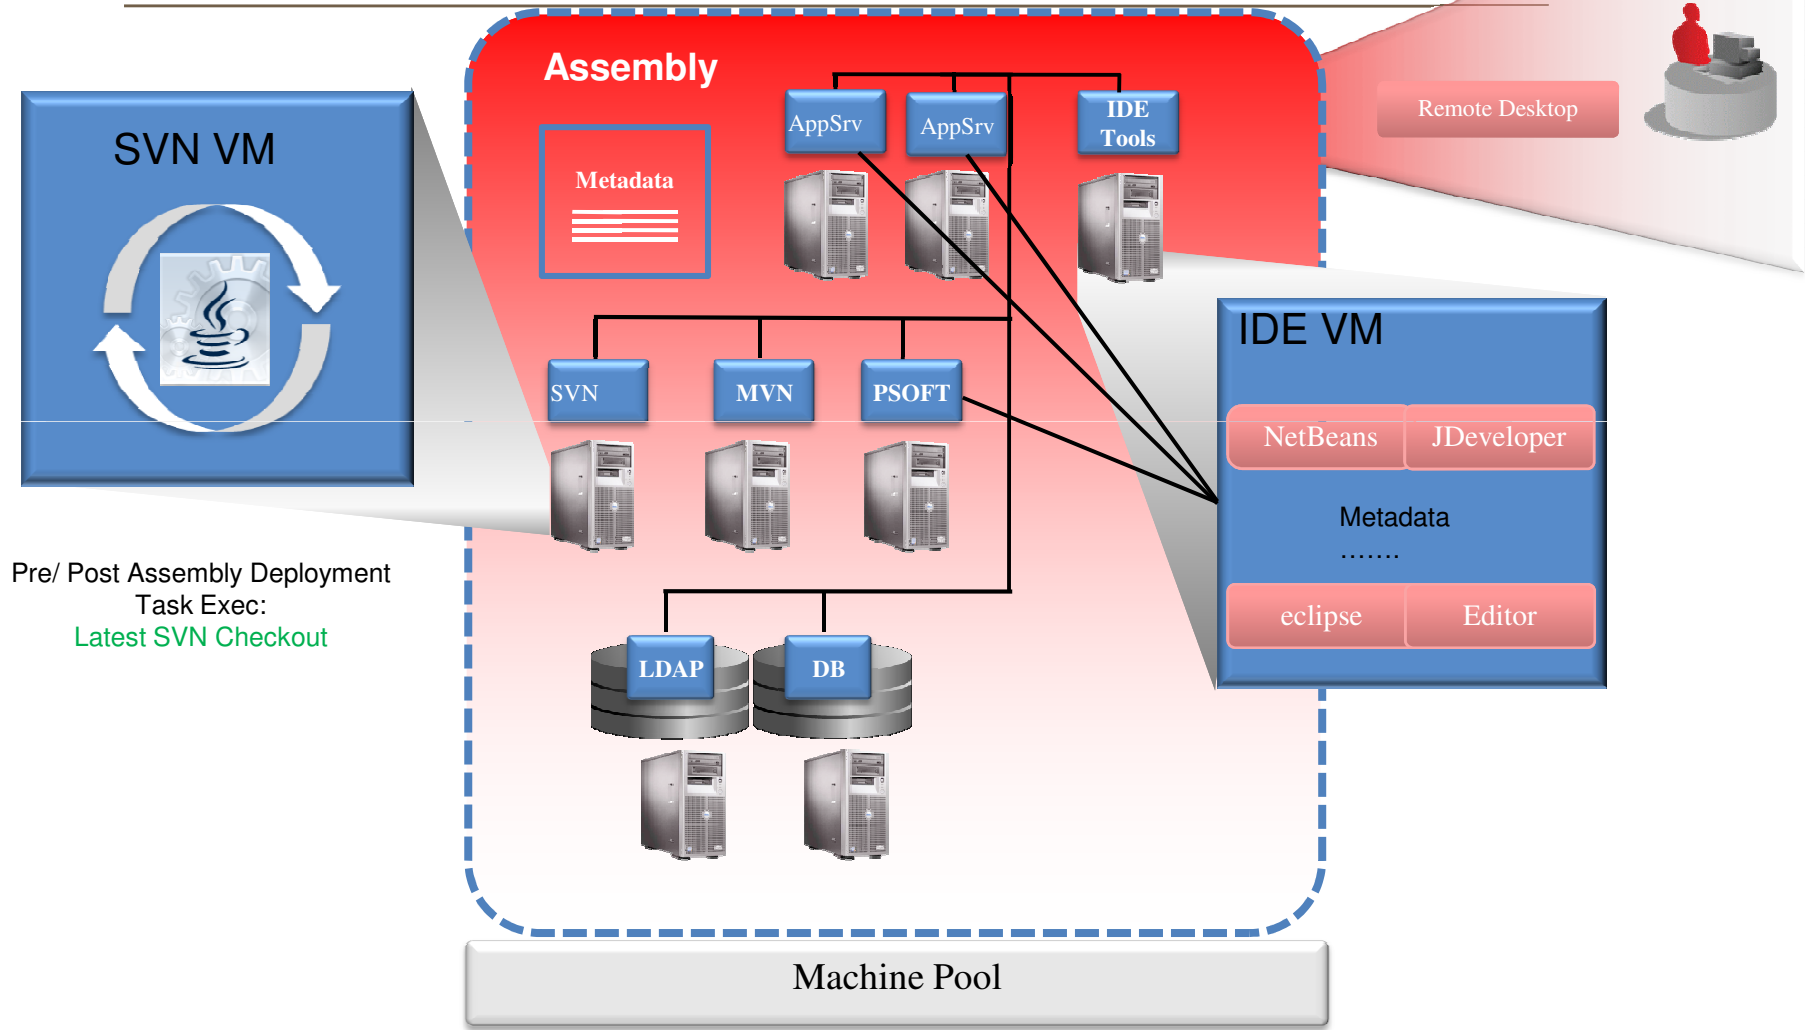 Assembly
Remote Desktop
AppSrv
AppSrv
IDE
Tools
SVN VM
Metadata
IDE VM
SVN
MVN
PSOFT
NetBeans
JDeveloper
Metadata
.......
eclipse
Editor
Pre/ Post Assembly Deployment
Task Exec:
Latest SVN Checkout
LDAP
DB
Machine Pool